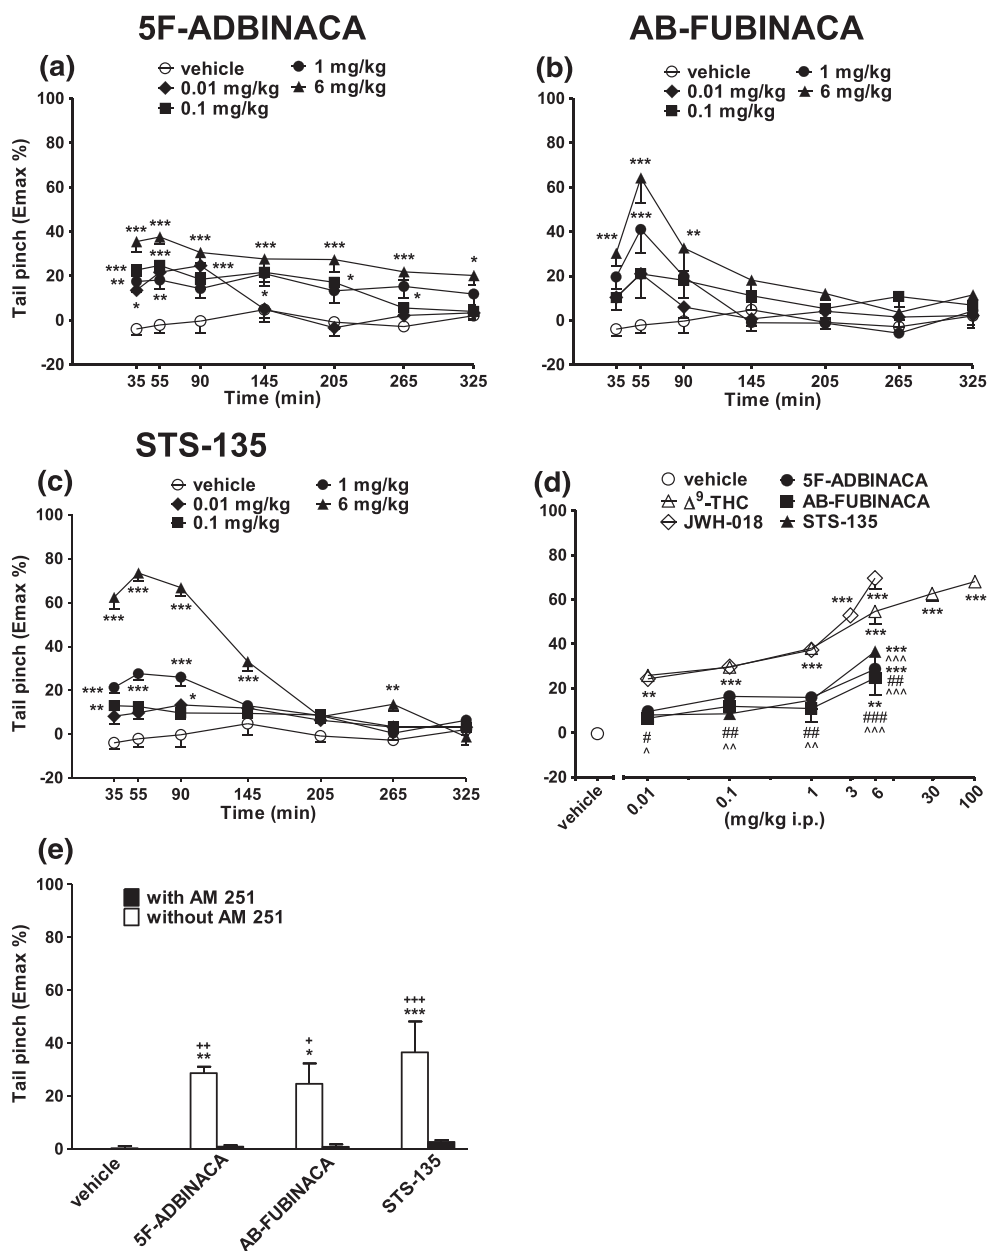 5F-ADBINACA
AB-FUBINACA
(a)
vehicle
0.01 mg/kg
0.1 mg/kg
1 mg/kg
6 mg/kg
Tail pinch (Emax %)
100
80
60
40
20
0
-20
*** ***
***
***
***
***
*
***
***
**
***
*
**
*
*
*
35 55 90 145 205 265 325
Time (min)
(b)
vehicle
0.01 mg/kg
0.1 mg/kg
1 mg/kg
6 mg/kg
100
80
60
40
20
0
-20
***
***
***
**
35 55 90 145 205 265 325
Time (min)
STS-135
(c)
vehicle
0.01 mg/kg
0.1 mg/kg
1 mg/kg
6 mg/kg
Tail pinch (Emax %)
100
80
60
40
20
0
-20
***
***
***
***
***
***
***
**
*
**
35 55 90 145 205 265 325
Time (min)
(d)
vehicle
Δ9-THC
JWH-018
5F-ADBINACA
AB-FUBINACA
STS-135
100
80
60
40
20
0
-20
**
***
***
***
***
***
***
***
***
^^^
***
##
^^^
**
###
^^^
#
^
##
^^
##
^^
vehicle 0.01 0.1 1 3 6 30 100
(mg/kg i.p.)
(e)
with AM 251
without AM 251
Tail pinch (Emax %)
100
80
60
40
20
0
++
**
+
*
+++
***
vehicle
5F-ADBINACA
AB-FUBINACA
STS-135